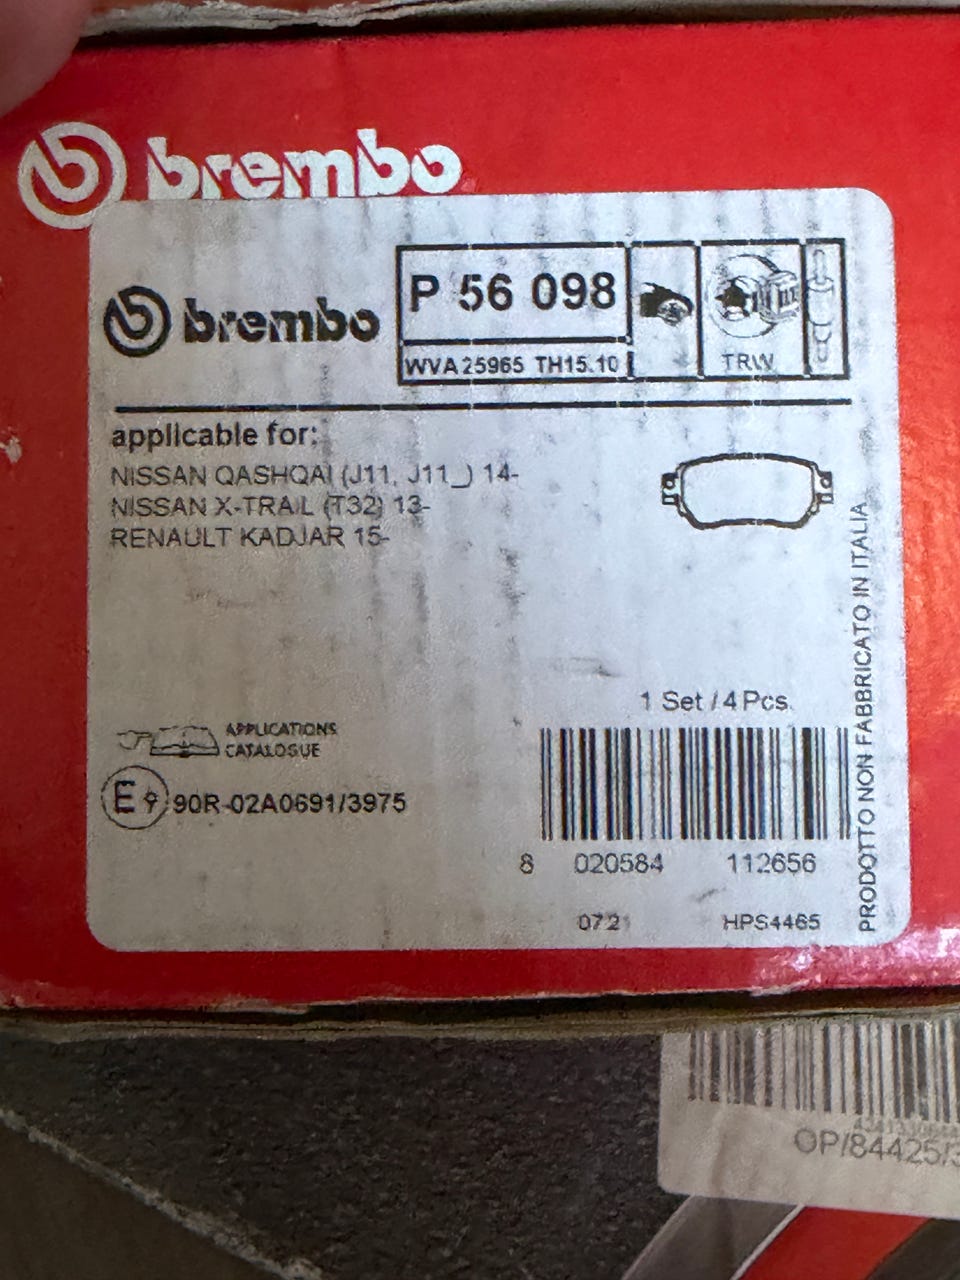 brembo
brembo
P 56 098
WVA 25965 TH15.10
TRW
applicable for:
NISSAN QASHQAI (J11, J11_) 14-
NISSAN X-TRAIL (T32) 13-
RENAULT KADJAR 15-
1 Set / 4 Pcs.
APPLICATIONS
CATALOGUE
E9 90R-02A0691/3975
8 020584 112656
0721 HPS4465
PRODOTTO NON FABBRICATO IN ITALIA
OP/84425/